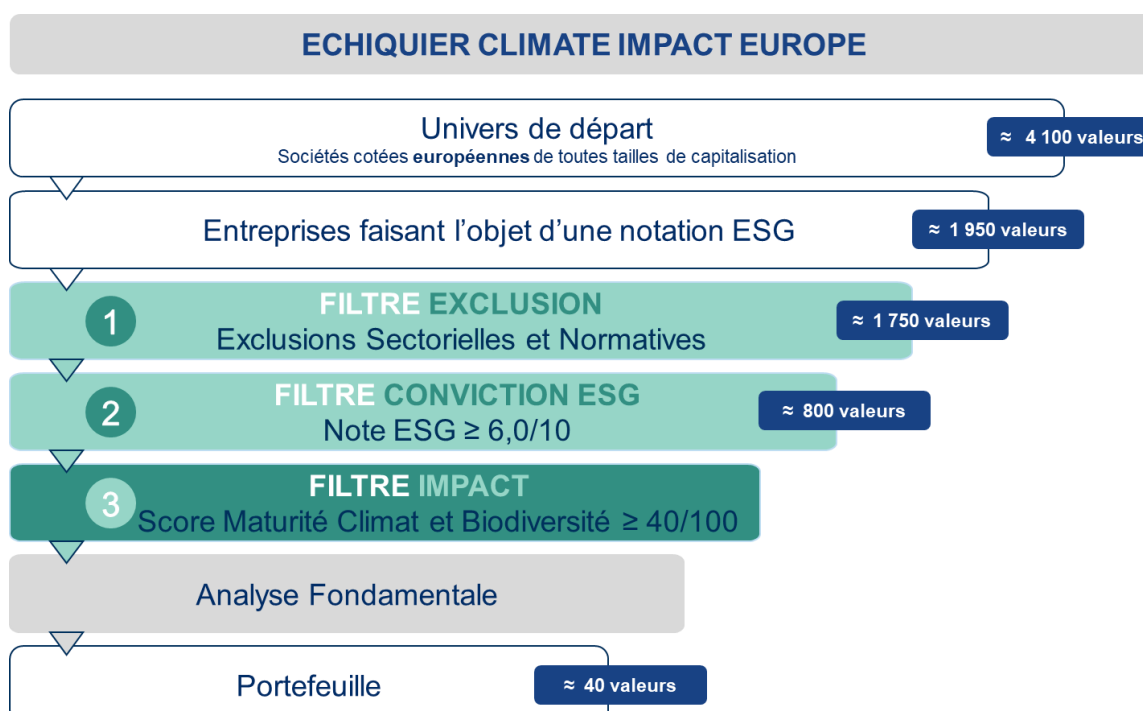 ECHIQUIER CLIMATE IMPACT EUROPE
Univers de départ
Sociétés cotées européennes de toutes tailles de capitalisation
≈ 4 100 valeurs
Entreprises faisant l’objet d’une notation ESG
≈ 1 950 valeurs
1
FILTRE EXCLUSION
Exclusions Sectorielles et Normatives
≈ 1 750 valeurs
2
FILTRE CONVICTION ESG
Note ESG ≥ 6,0/10
≈ 800 valeurs
3
FILTRE IMPACT
Score Maturité Climat et Biodiversité ≥ 40/100
Analyse Fondamentale
Portefeuille
≈ 40 valeurs